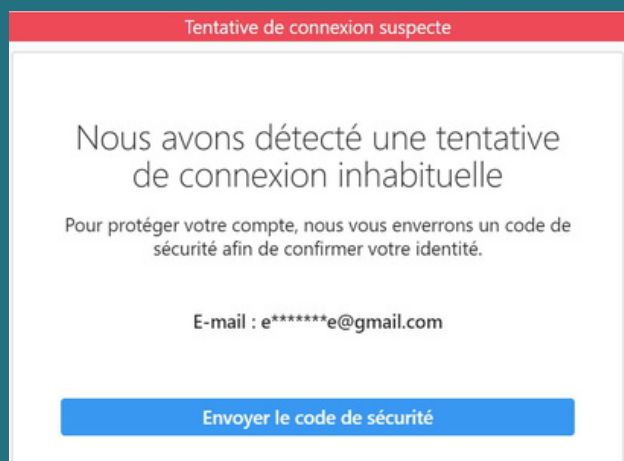 Tentative de connexion suspecte
Nous avons détecté une tentative
de connexion inhabituelle
Pour protéger votre compte, nous vous enverrons un code de
sécurité afin de confirmer votre identité.
E-mail : e*******e@gmail.com
Envoyer le code de sécurité